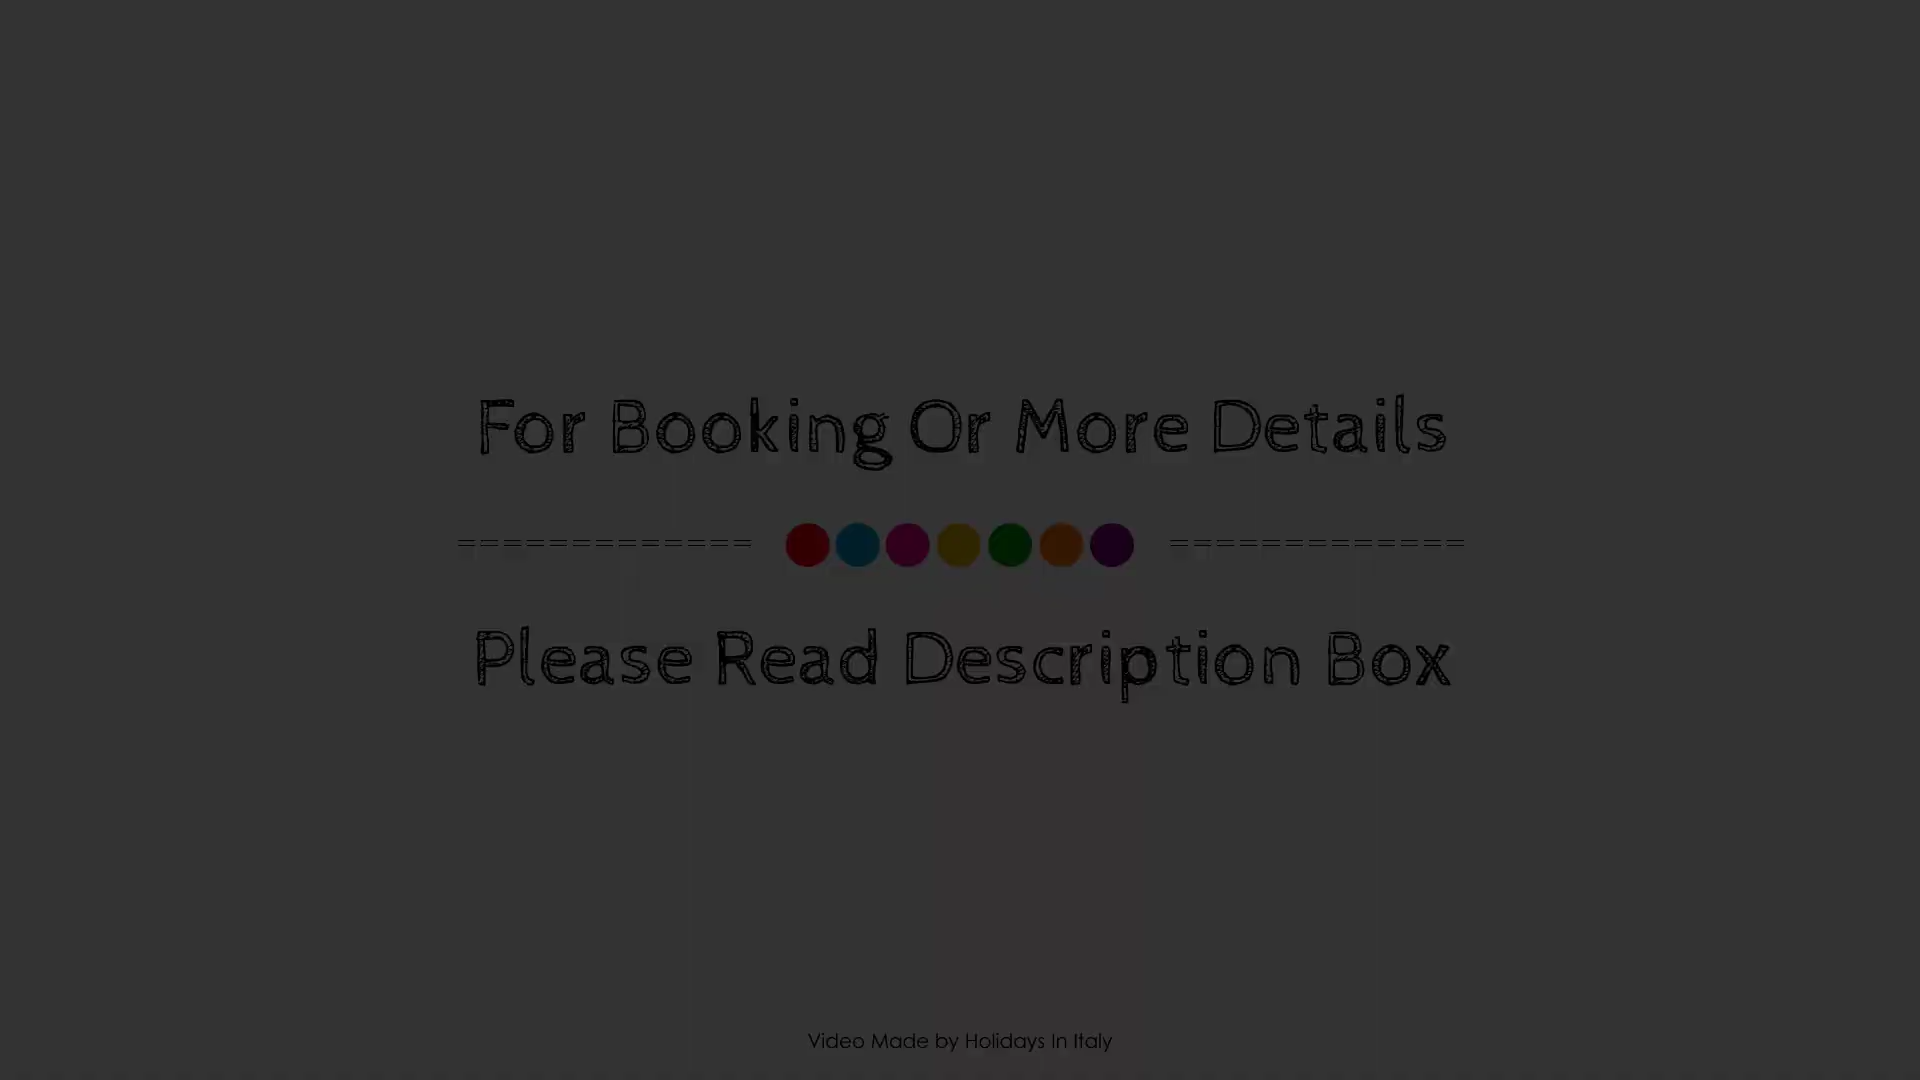 For Booking Or More Details
============= =============
Please Read Description Box
Video Made by Holidays In Italy